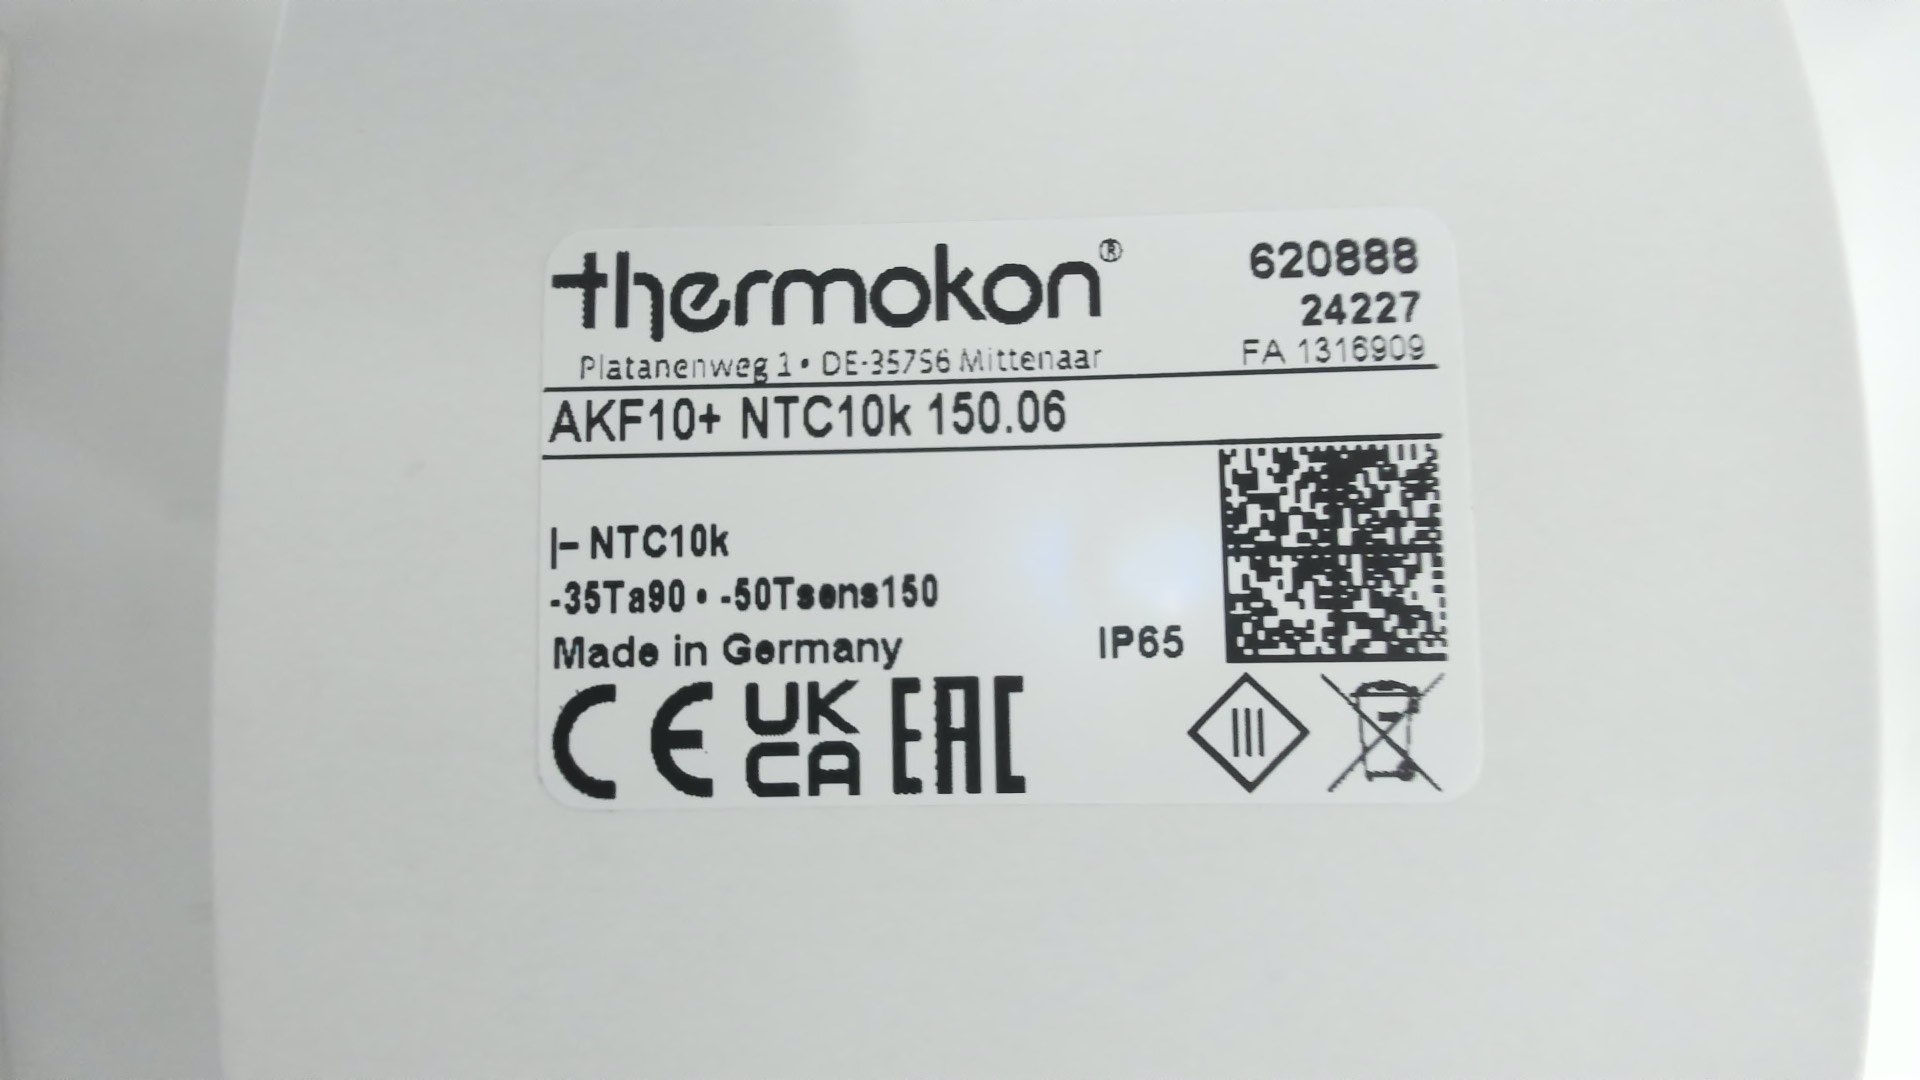 thermokon®
620888
24227
FA 1316909
Platanenweg 1 • DE-35756 Mittenaar
AKF10+ NTC10k 150.06
|– NTC10k
-35Ta90 • -50Tsens150
Made in Germany
IP65
CE UK CA EAC
III